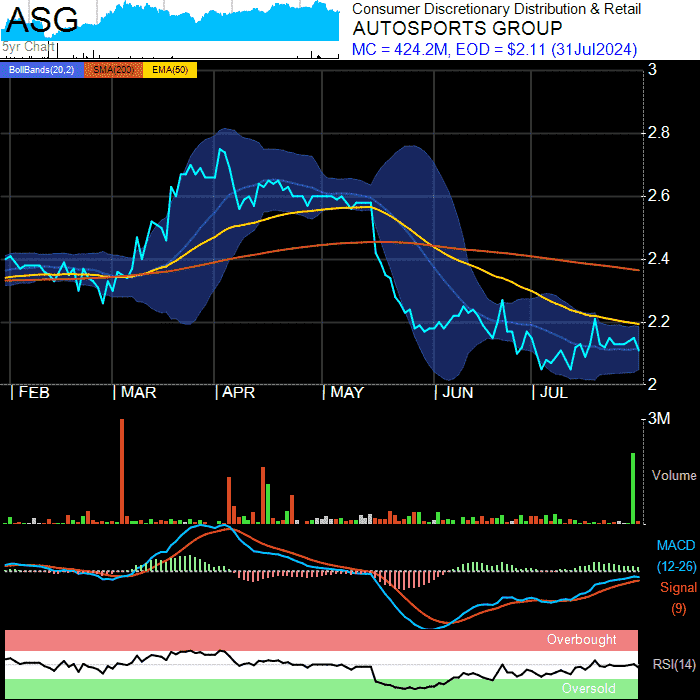 ASG
5yr Chart
Consumer Discretionary Distribution & Retail
AUTOSPORTS GROUP
MC = 424.2M, EOD = $2.11 (31Jul2024)
BollBands(20,2) SMA(200) EMA(50)
3
2.8
2.6
2.4
2.2
2
FEB MAR APR MAY JUN JUL
3M
Volume
MACD
(12-26)
Signal
(9)
Overbought
RSI(14)
Oversold